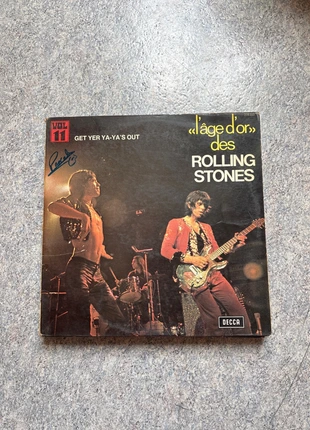 VOL
11
GET YER YA-YA'S OUT
«l'âge d'or»
des
ROLLING
STONES
DECCA